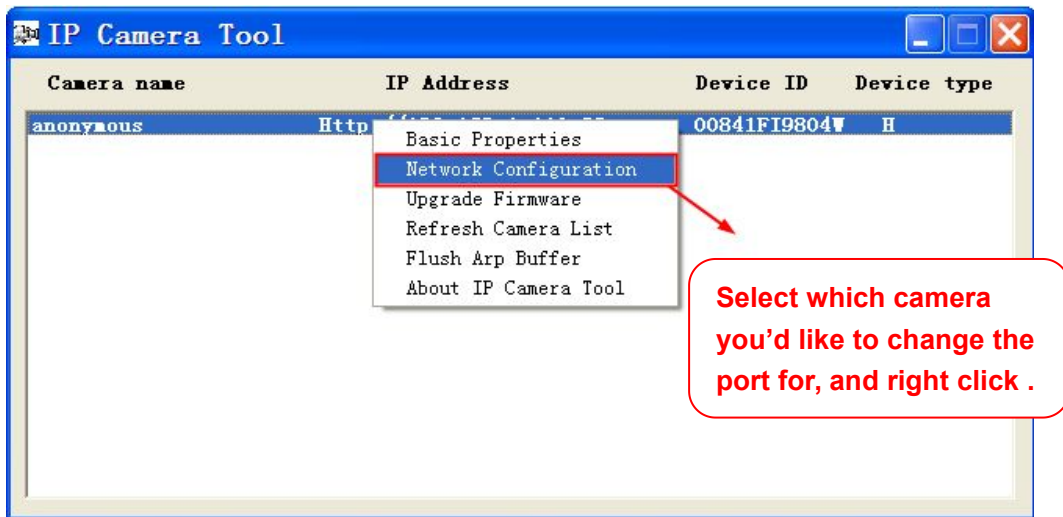 IP Camera Tool
Camera name IP Address Device ID Device type
anonymous Http 00841FI9804W H
Basic Properties
Network Configuration
Upgrade Firmware
Refresh Camera List
Flush Arp Buffer
About IP Camera Tool
Select which camera
you’d like to change the
port for, and right click .